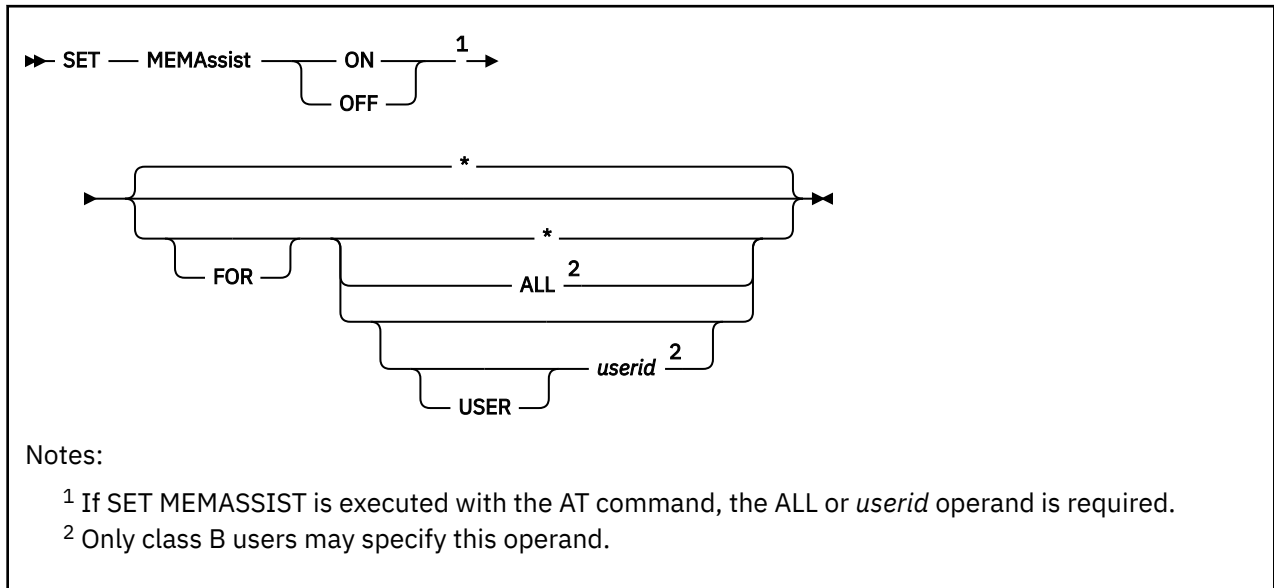 SET MEMAssist ON 1
OFF
*
*
FOR
ALL 2
userid 2
USER
Notes:
1 If SET MEMASSIST is executed with the AT command, the ALL or userid operand is required.
2 Only class B users may specify this operand.